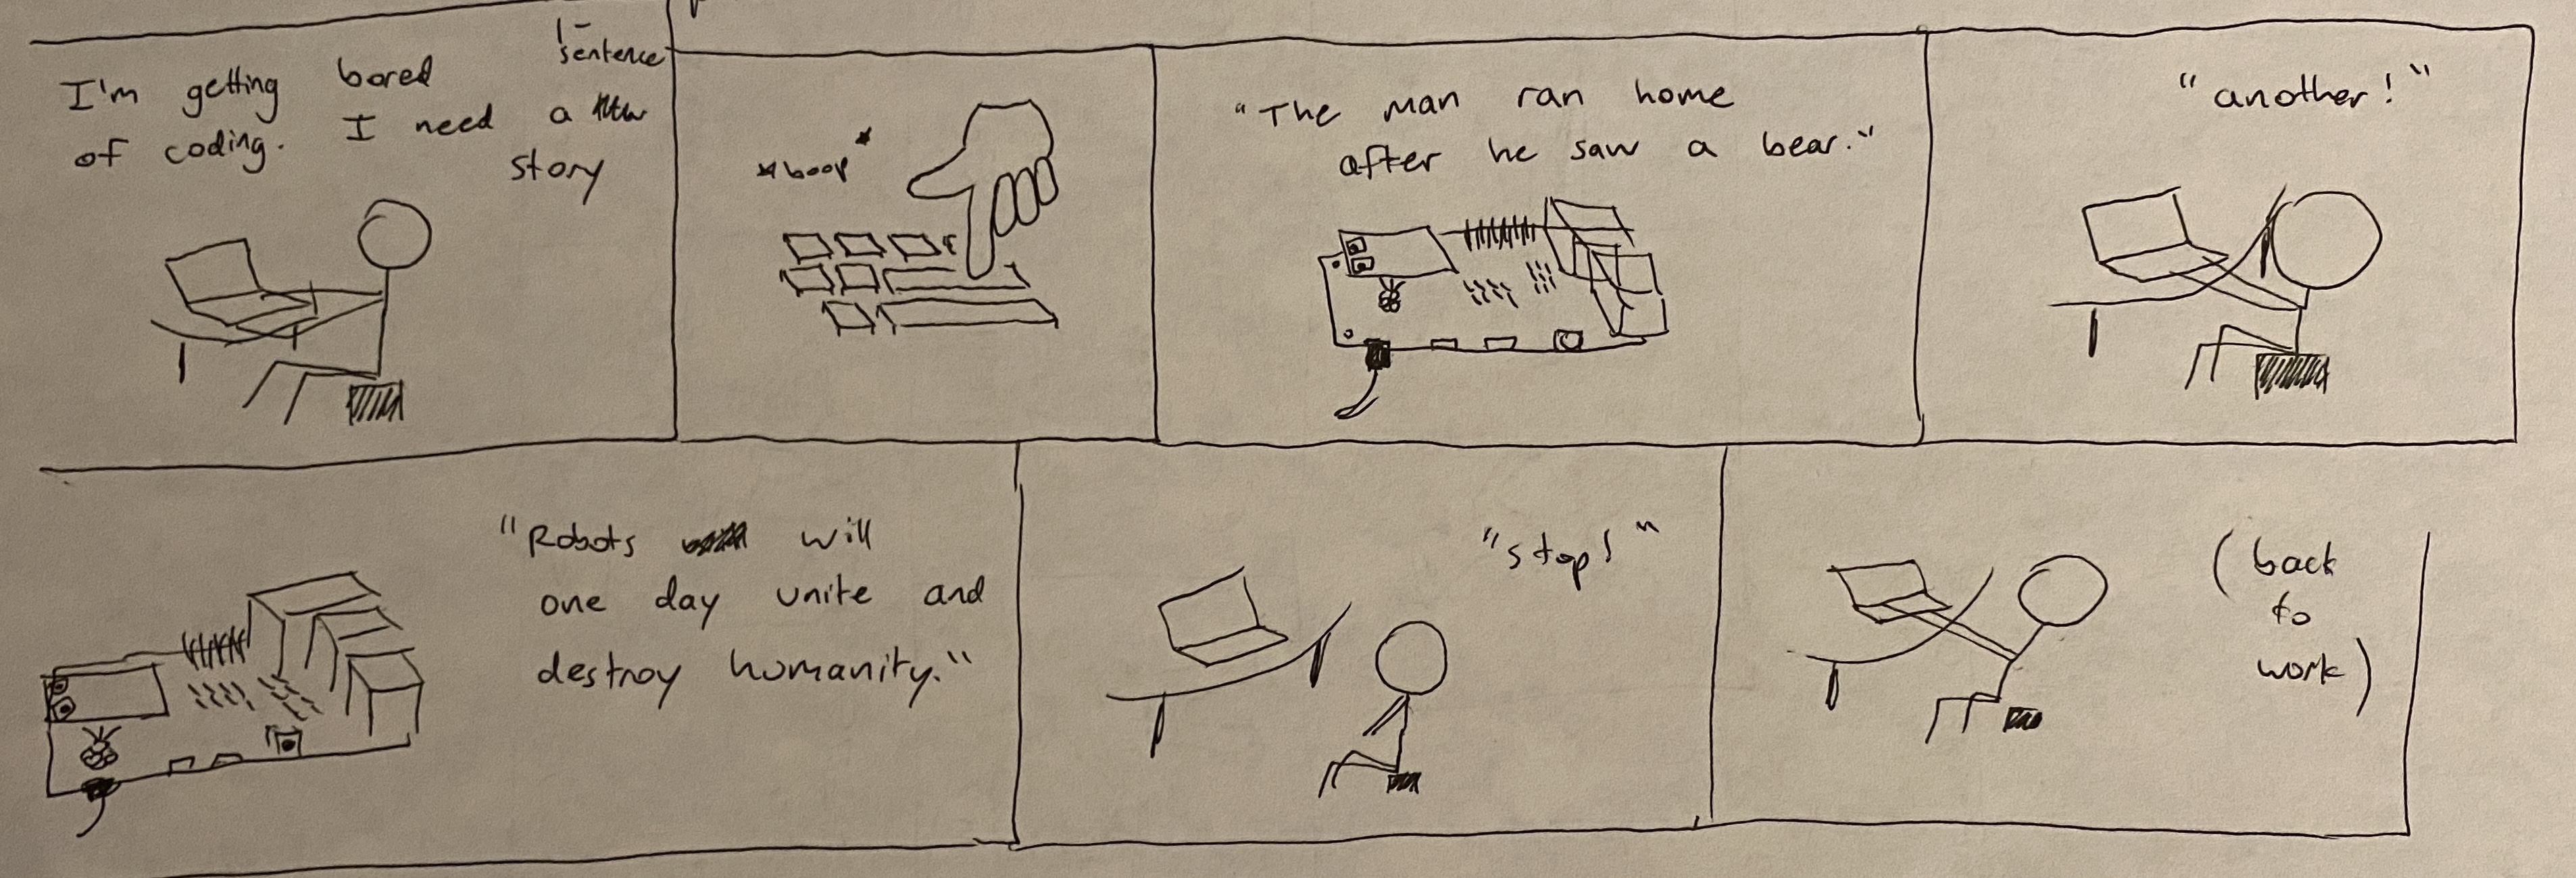 I'm getting bored
of coding. I need a 1-
sentence
story
*boop*
"The man ran home
after he saw a bear."
"another!"
"Robots will
one day unite and
destroy humanity."
"stop!"
(back
to
work)